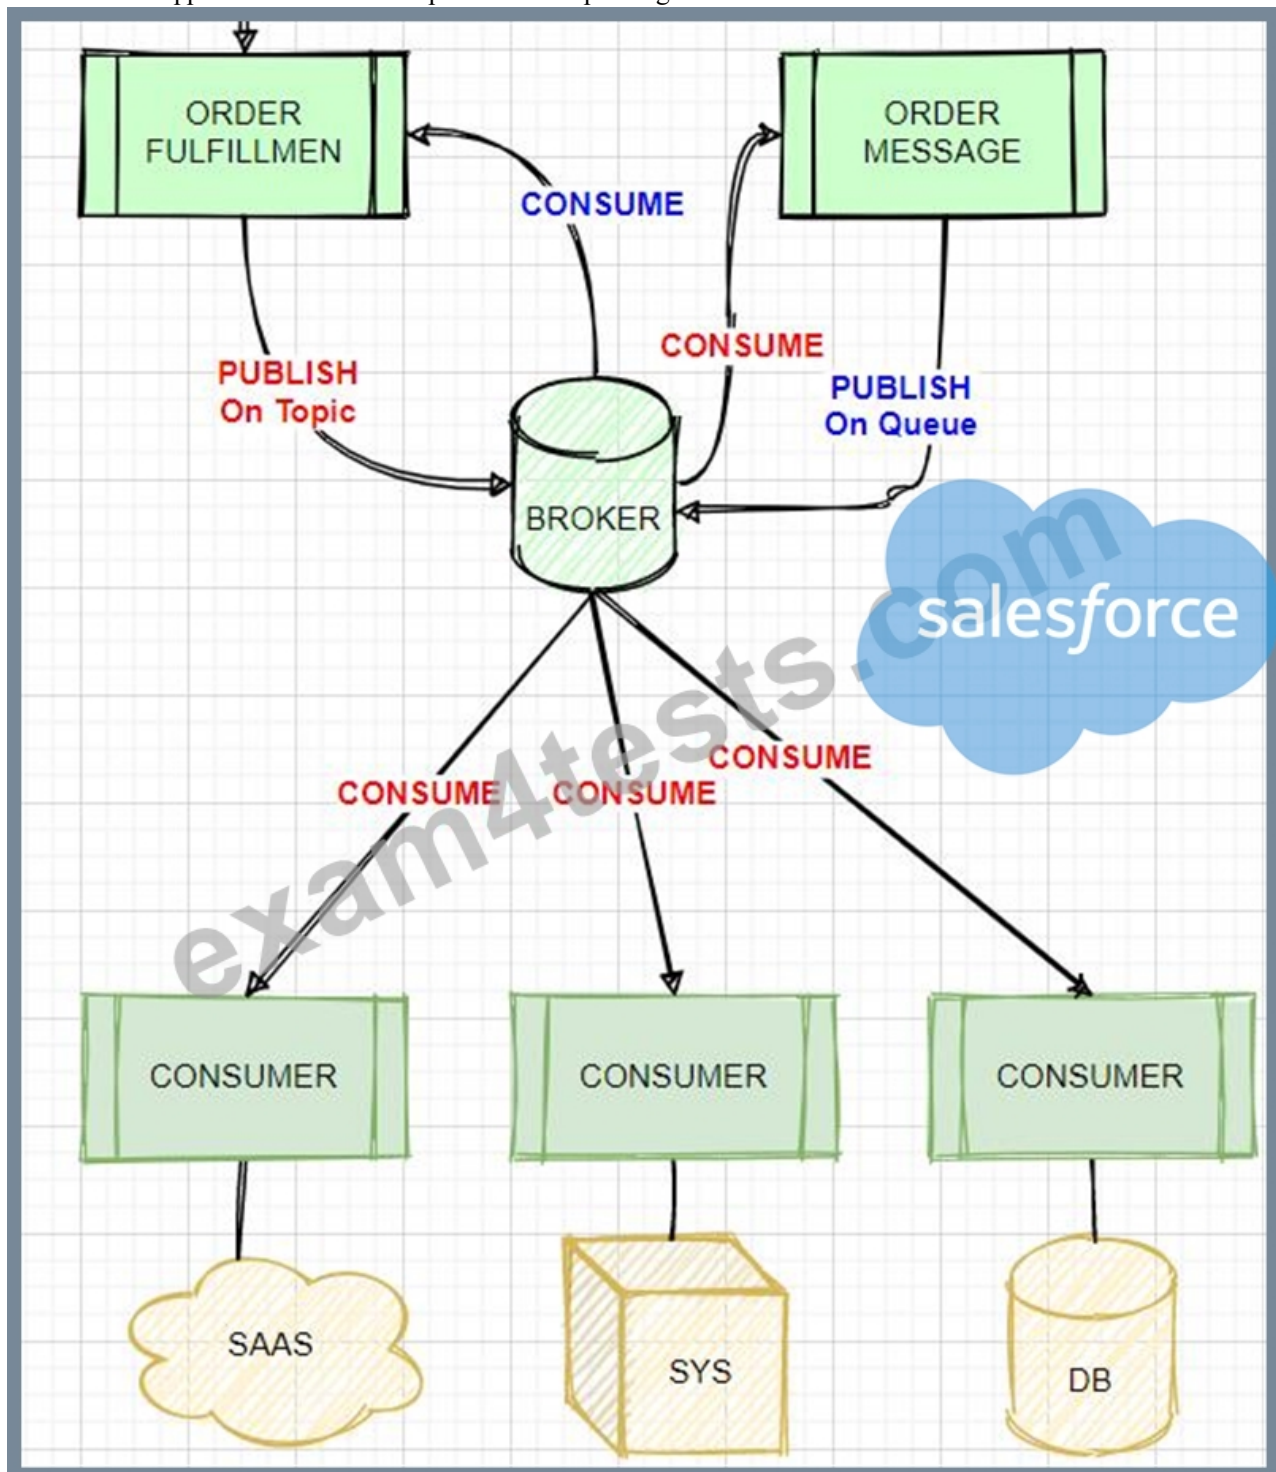 ORDER
FULFILLMEN
ORDER
MESSAGE
CONSUME
CONSUME
PUBLISH
On Topic
PUBLISH
On Queue
BROKER
salesforce
exam4tests.com
CONSUME
CONSUME
CONSUME
CONSUMER
CONSUMER
CONSUMER
SAAS
SYS
DB